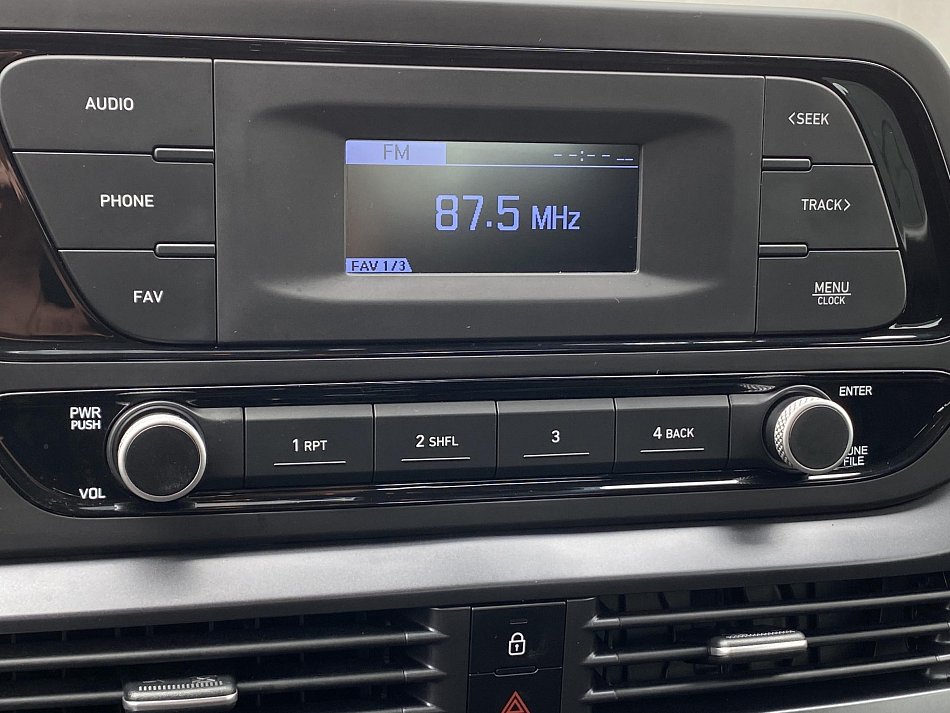 AUDIO
<SEEK
FM --:-- --
PHONE
87.5 MHz
TRACK>
FAV 1/3
FAV
MENU
CLOCK
PWR
PUSH
ENTER
1 RPT
2 SHFL
3
4 BACK
FILE
VOL